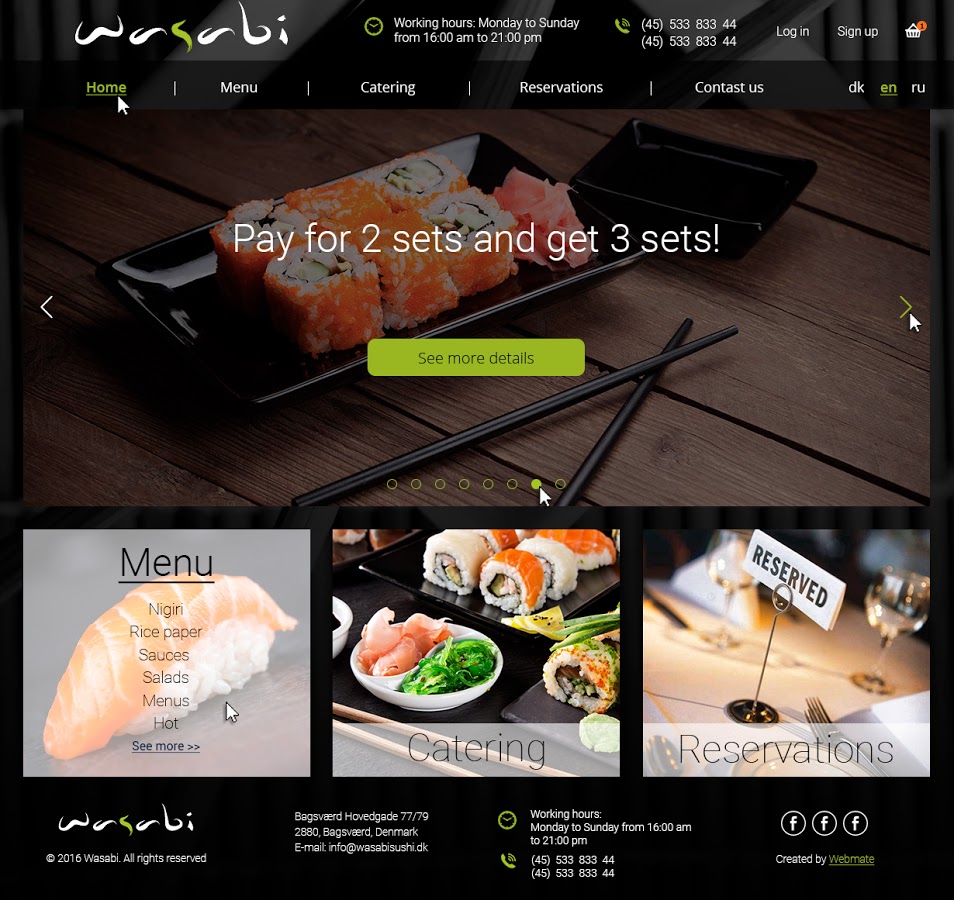 wasabi
Working hours: Monday to Sunday
from 16:00 am to 21:00 pm
(45) 533 833 44
(45) 533 833 44
Log in
Sign up
1
Home | Menu | Catering | Reservations | Contast us
dk en ru
Pay for 2 sets and get 3 sets!
See more details
Menu
Nigiri
Rice paper
Sauces
Salads
Menus
Hot
See more >>
Catering
RESERVED
Reservations
wasabi
© 2016 Wasabi. All rights reserved
Bagsværd Hovedgade 77/79
2880, Bagsværd, Denmark
E-mail: info@wasabisushi.dk
Working hours:
Monday to Sunday from 16:00 am
to 21:00 pm
(45) 533 833 44
(45) 533 833 44
f f f
Created by Webmate